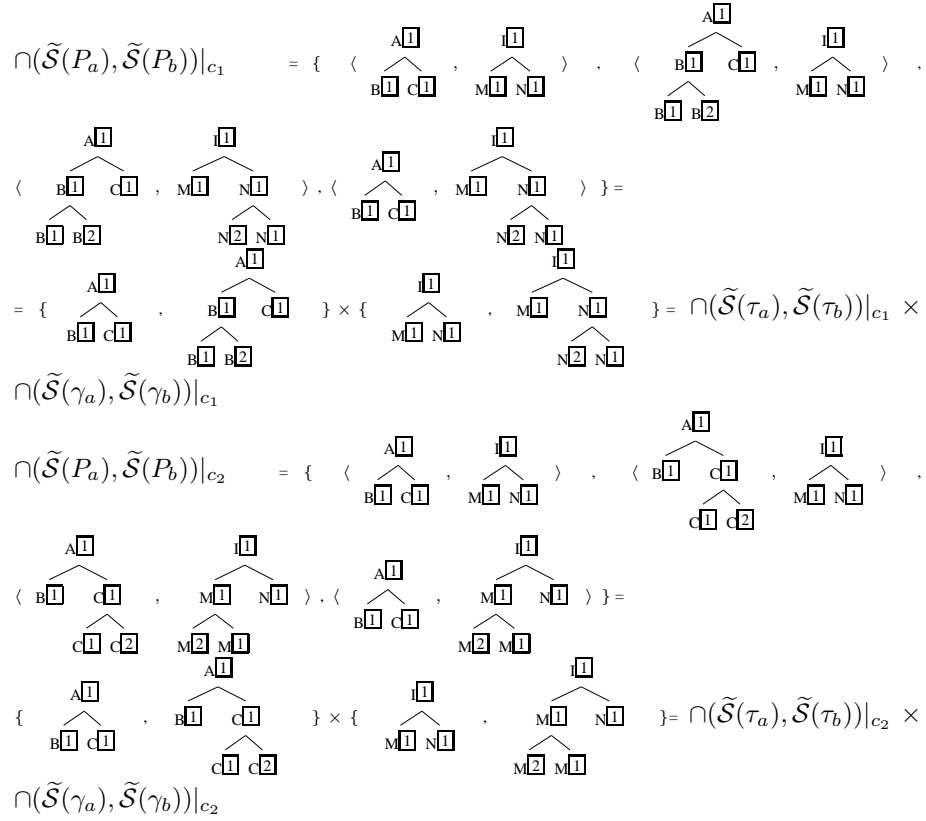 A1 I1 A1 I1
∩(S̃(P_a), S̃(P_b))|_{c_1} = { ⟨ B1 C1 , M1 N1 ⟩ , ⟨ B1 C1 , M1 N1 ⟩ ,
B1 B2
A1 I1 A1 I1
⟨ B1 C1 , M1 N1 ⟩ , ⟨ B1 C1 , M1 N1 ⟩ } =
B1 B2 N2 N1 N2 N1
A1 A1 I1 I1
= { B1 C1 , B1 C1 } × { M1 N1 , M1 N1 } = ∩(S̃(τ_a), S̃(τ_b))|_{c_1} ×
B1 B2 N2 N1
∩(S̃(γ_a), S̃(γ_b))|_{c_1}
A1 I1 A1 I1
∩(S̃(P_a), S̃(P_b))|_{c_2} = { ⟨ B1 C1 , M1 N1 ⟩ , ⟨ B1 C1 , M1 N1 ⟩ ,
C1 C2
A1 I1 A1 I1
⟨ B1 C1 , M1 N1 ⟩ , ⟨ B1 C1 , M1 N1 ⟩ } =
C1 C2 M2 M1 M2 M1
A1 A1 I1 I1
{ B1 C1 , B1 C1 } × { M1 N1 , M1 N1 } = ∩(S̃(τ_a), S̃(τ_b))|_{c_2} ×
C1 C2 M2 M1
∩(S̃(γ_a), S̃(γ_b))|_{c_2}